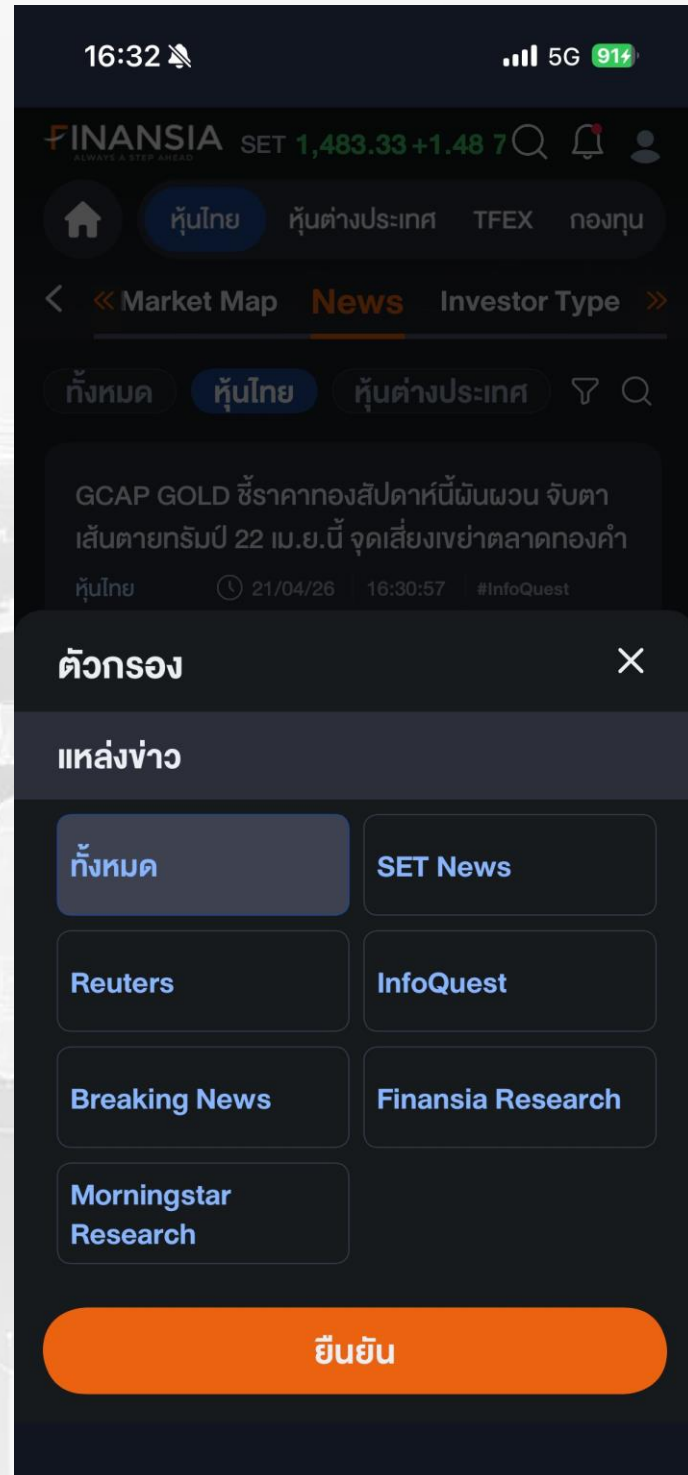 16:32
5G 91
FINANSIA SET 1,483.33 +1.48 7
ALWAYS A STEP AHEAD
หุ้นไทย หุ้นต่างประเทศ TFEX กองทุน
Market Map News Investor Type
ทั้งหมด หุ้นไทย หุ้นต่างประเทศ
GCAP GOLD ชี้ราคาทองสัปดาห์นี้ผันผวน จับตา
เส้นตายทรัมป์ 22 เม.ย.นี้ จุดเสี่ยงเขย่าตลาดทองคำ
หุ้นไทย 21/04/26 16:30:57 #InfoQuest
ตัวกรอง
แหล่งข่าว
ทั้งหมด
SET News
Reuters
InfoQuest
Breaking News
Finansia Research
Morningstar
Research
ยืนยัน